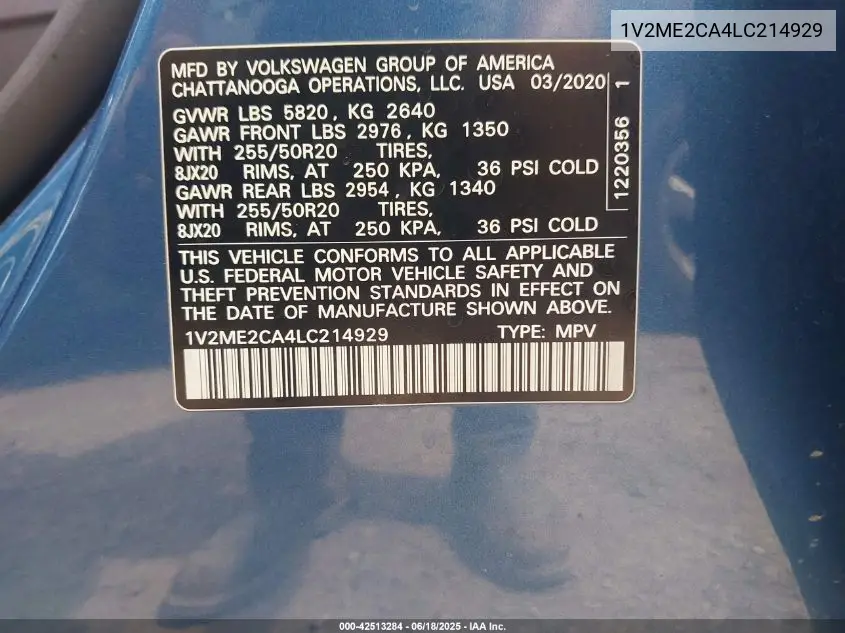 1V2ME2CA4LC214929
MFD BY VOLKSWAGEN GROUP OF AMERICA
CHATTANOOGA OPERATIONS, LLC. USA 03/2020
GVWR LBS 5820, KG 2640
GAWR FRONT LBS 2976, KG 1350
WITH 255/50R20 TIRES,
8JX20 RIMS, AT 250 KPA, 36 PSI COLD
GAWR REAR LBS 2954, KG 1340
WITH 255/50R20 TIRES,
8JX20 RIMS, AT 250 KPA, 36 PSI COLD
1220356 1
THIS VEHICLE CONFORMS TO ALL APPLICABLE
U.S. FEDERAL MOTOR VEHICLE SAFETY AND
THEFT PREVENTION STANDARDS IN EFFECT ON
THE DATE OF MANUFACTURE SHOWN ABOVE.
1V2ME2CA4LC214929 TYPE: MPV
000-42513284 - 06/18/2025 - IAA Inc.